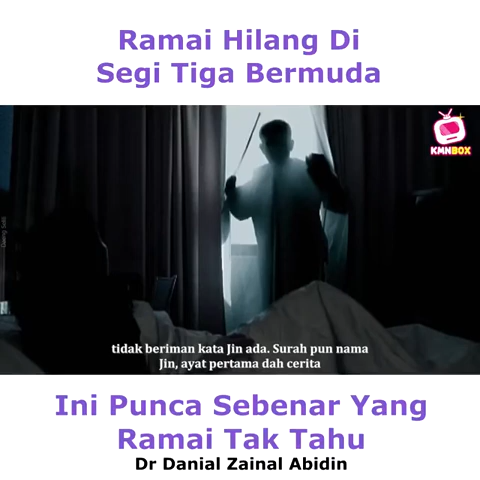 Ramai Hilang Di
Segi Tiga Bermuda
KMNBOX
tidak beriman kata Jin ada. Surah pun nama
Jin, ayat pertama dah cerita
Ini Punca Sebenar Yang
Ramai Tak Tahu
Dr Danial Zainal Abidin